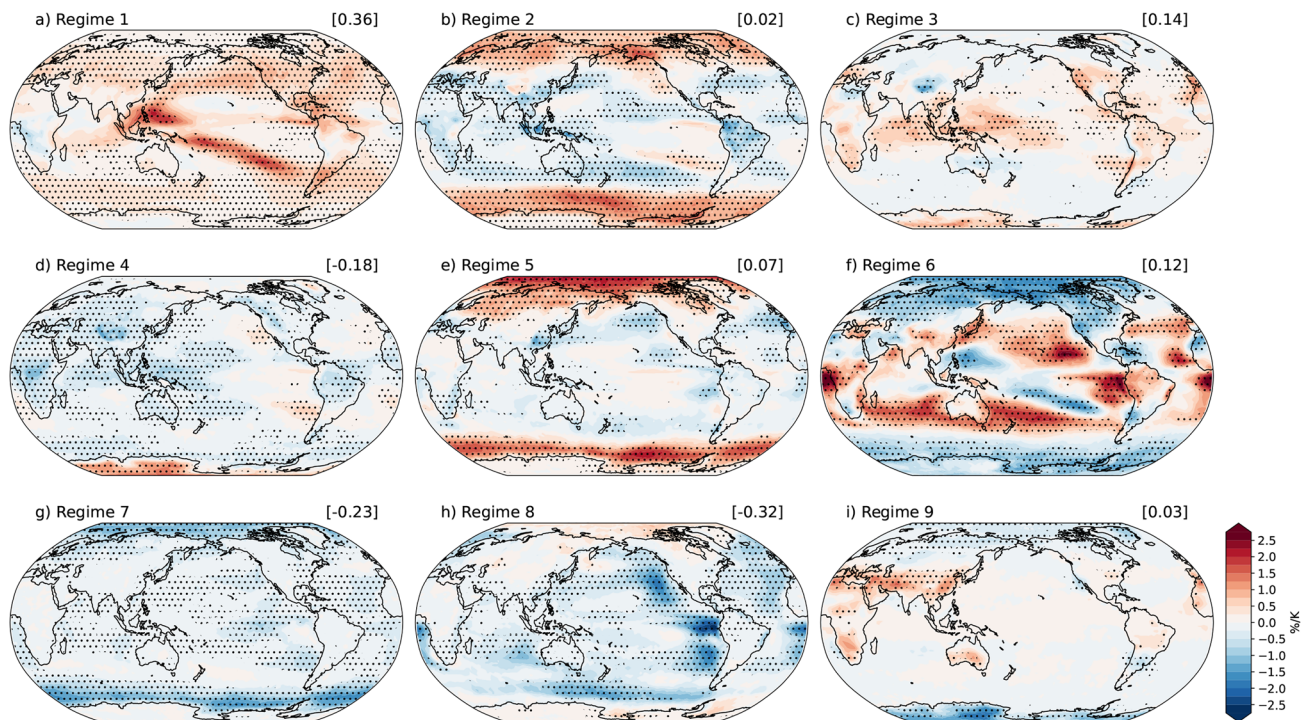 a) Regime 1 [0.36]
b) Regime 2 [0.02]
c) Regime 3 [0.14]
d) Regime 4 [-0.18]
e) Regime 5 [0.07]
f) Regime 6 [0.12]
g) Regime 7 [-0.23]
h) Regime 8 [-0.32]
i) Regime 9 [0.03]
2.5
2.0
1.5
1.0
0.5
0.0
−0.5
−1.0
−1.5
−2.0
−2.5
%/K